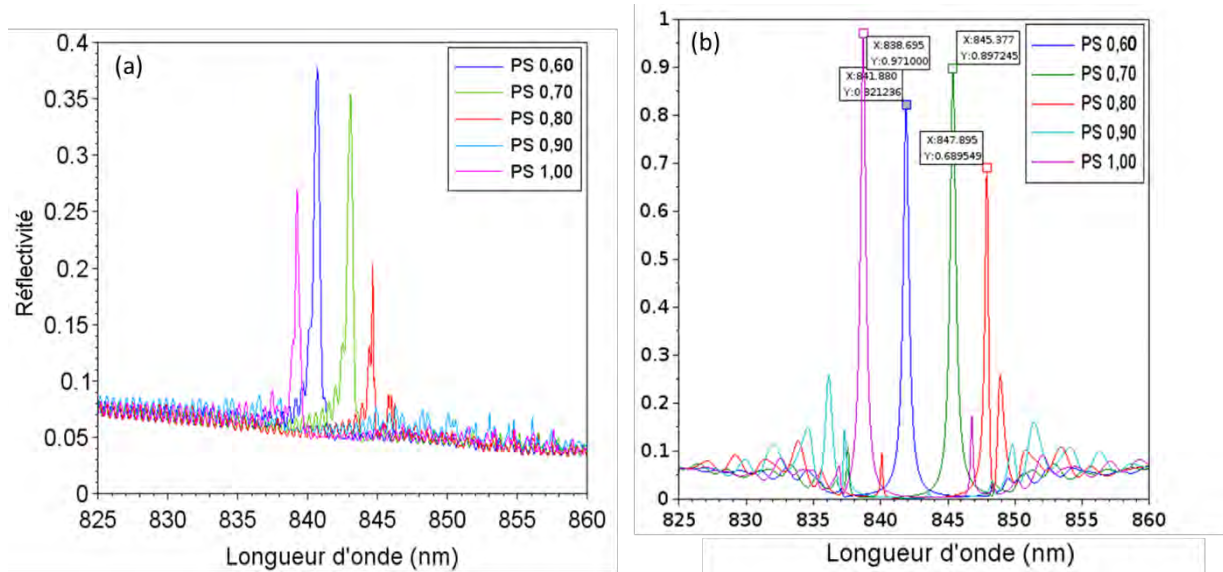 (a)
Réflectivité
0.4
0.35
0.3
0.25
0.2
0.15
0.1
0.05
0
825 830 835 840 845 850 855 860
Longueur d'onde (nm)
PS 0,60
PS 0,70
PS 0,80
PS 0,90
PS 1,00
(b)
1
0.9
0.8
0.7
0.6
0.5
0.4
0.3
0.2
0.1
0
825 830 835 840 845 850 855 860
Longueur d'onde (nm)
X:838.695
Y:0.971000
X:841.880
Y:0.821236
X:845.377
Y:0.897245
X:847.895
Y:0.689549
PS 0,60
PS 0,70
PS 0,80
PS 0,90
PS 1,00